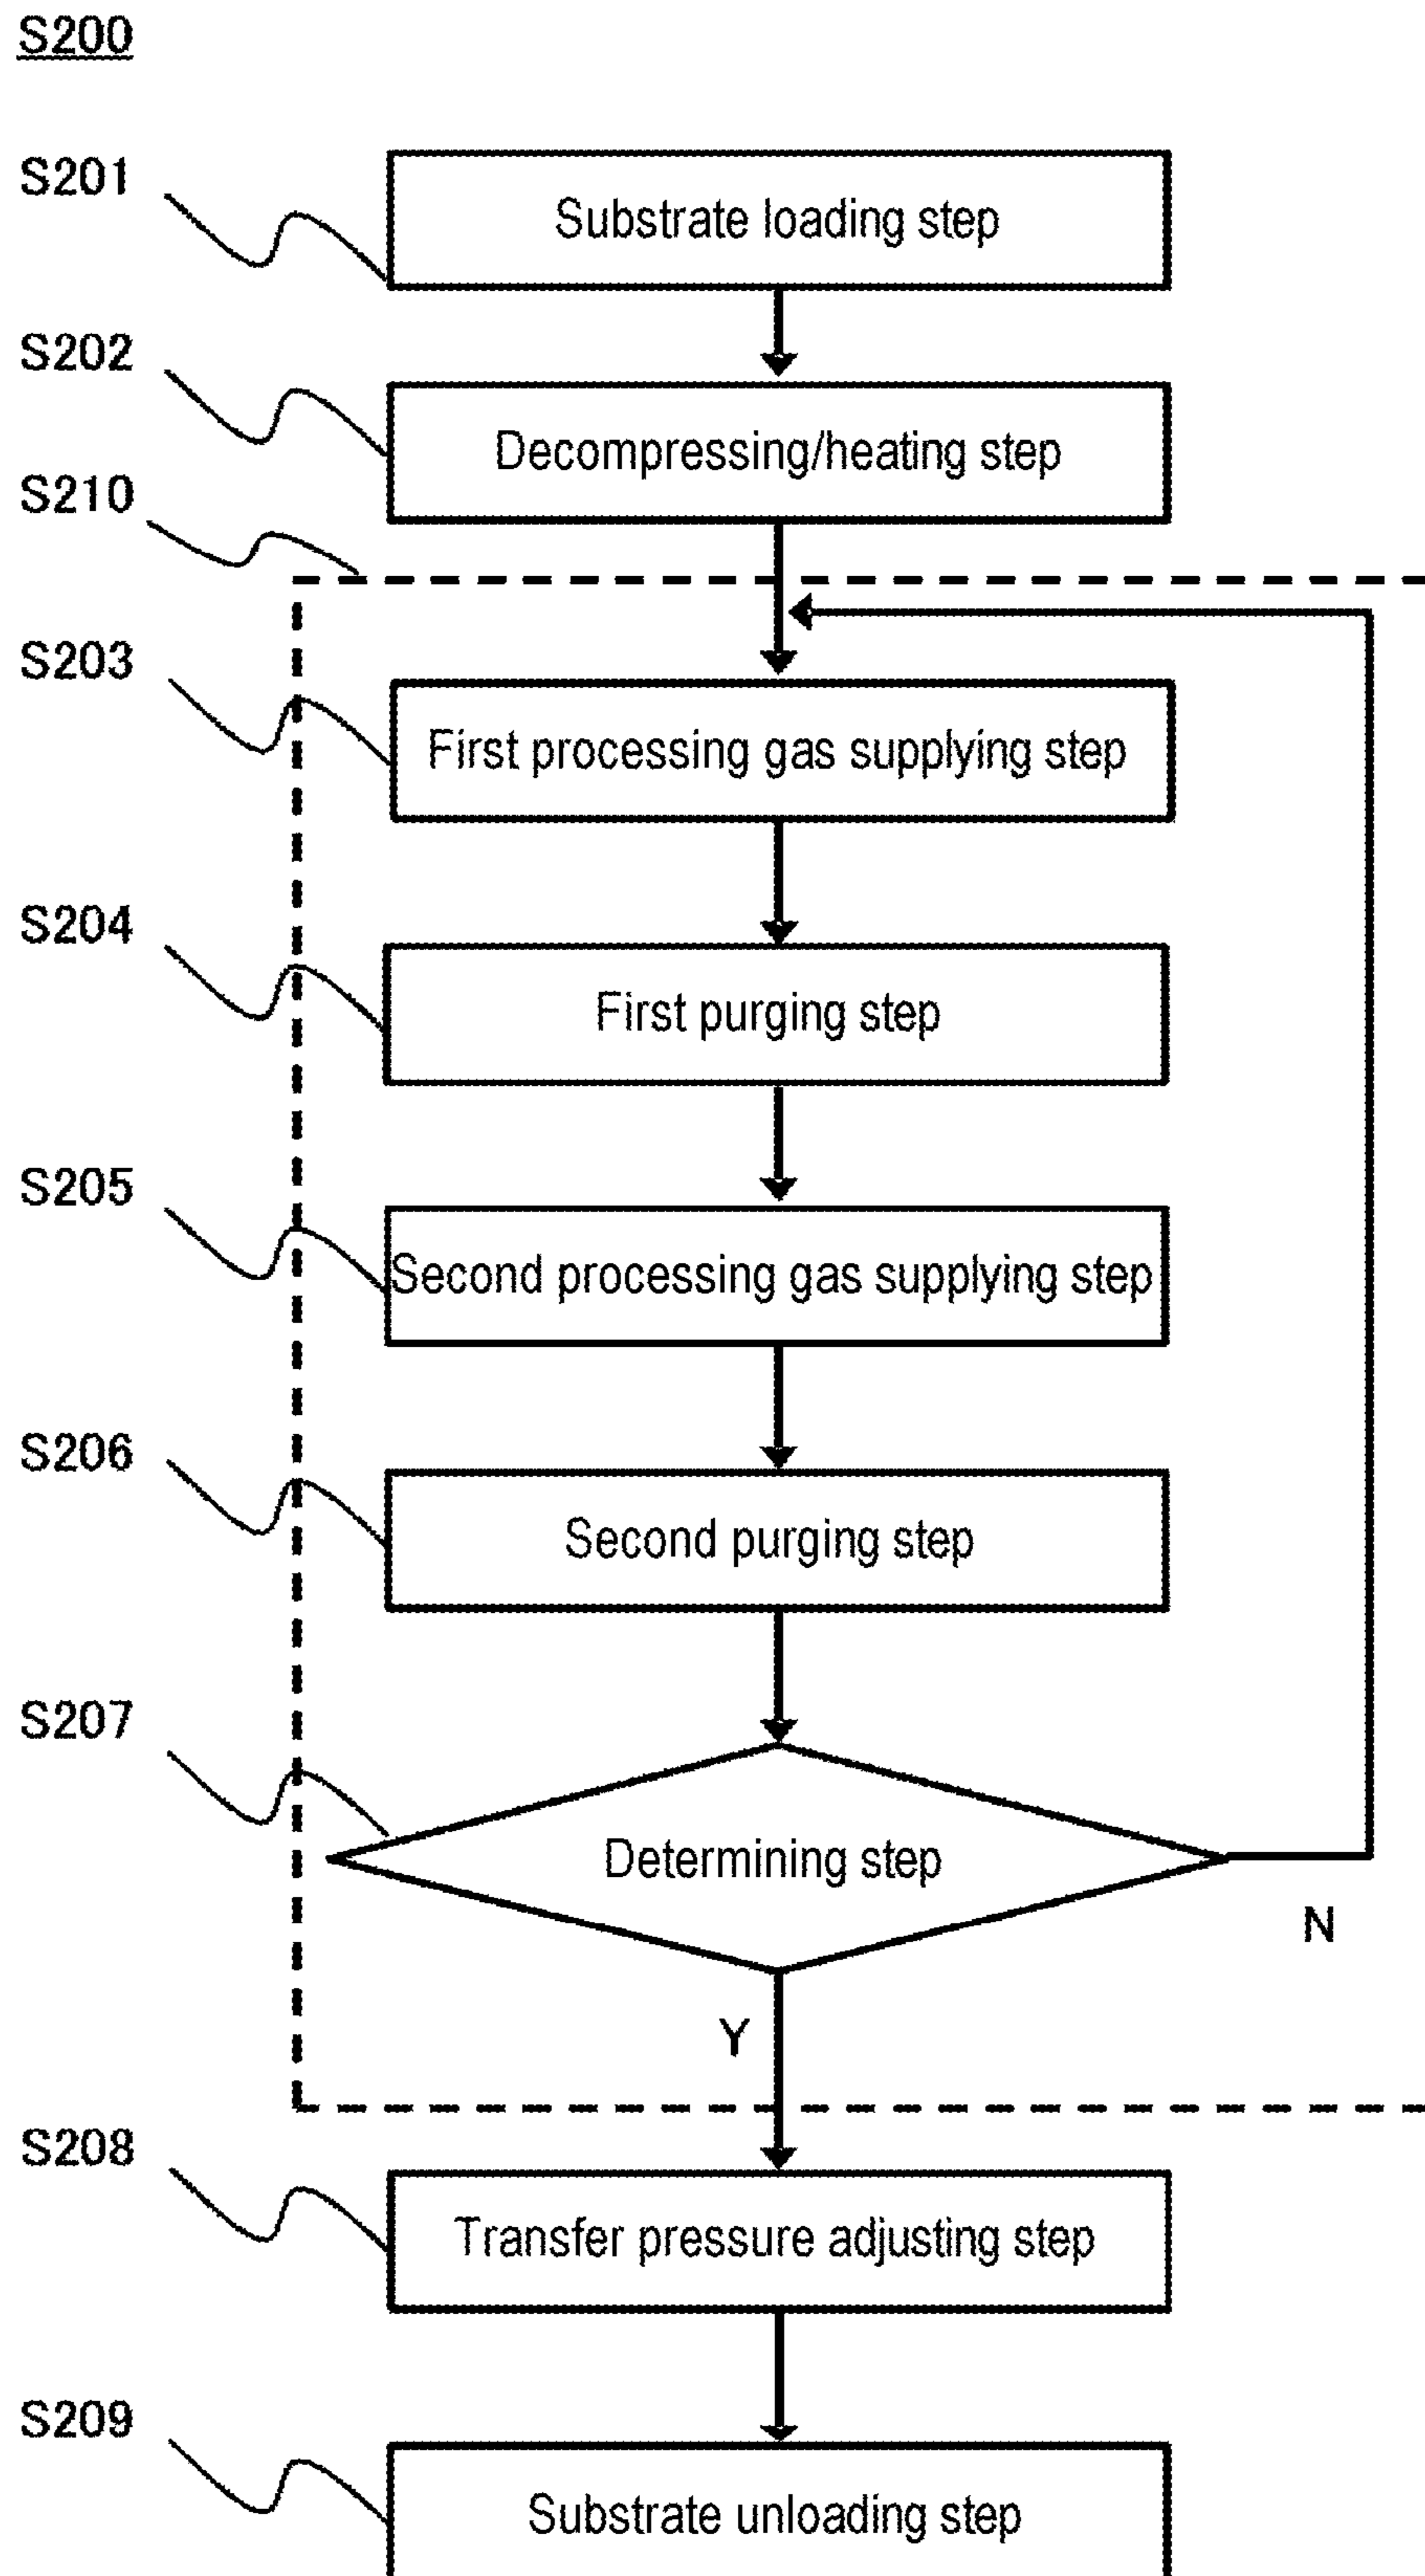 S200
S201
Substrate loading step
S202
Decompressing/heating step
S210
S203
First processing gas supplying step
S204
First purging step
S205
Second processing gas supplying step
S206
Second purging step
S207
Determining step
N
Y
S208
Transfer pressure adjusting step
S209
Substrate unloading step